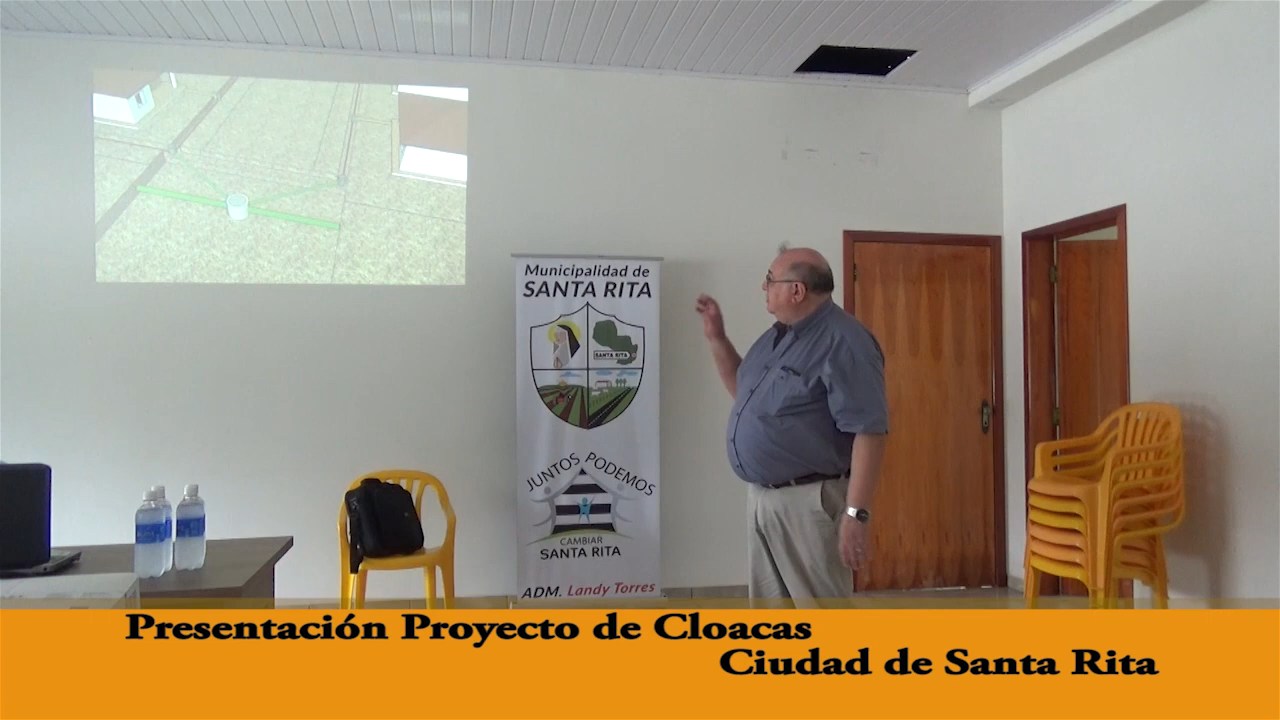 Municipalidad de
SANTA RITA
SANTA RITA
JUNTOS PODEMOS
CAMBIAR
SANTA RITA
ADM. Landy Torres
Presentación Proyecto de Cloacas
Ciudad de Santa Rita